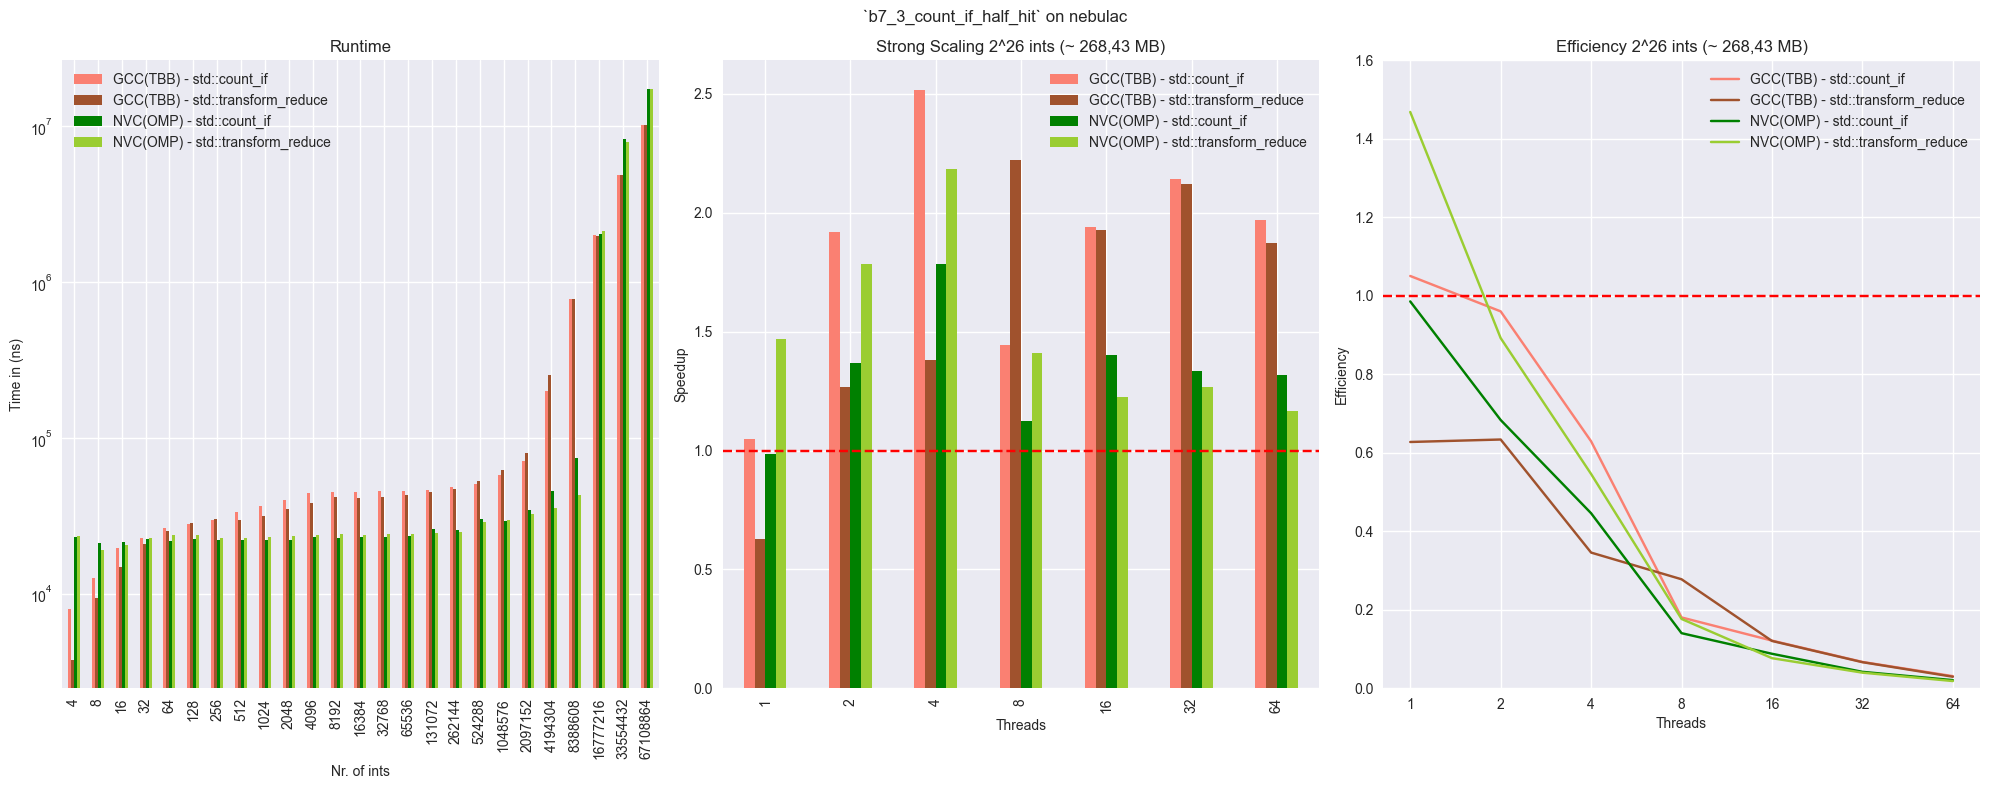 `b7_3_count_if_half_hit` on nebulac
Runtime
GCC(TBB) - std::count_if
GCC(TBB) - std::transform_reduce
NVC(OMP) - std::count_if
NVC(OMP) - std::transform_reduce
10^7
10^6
10^5
10^4
Time in (ns)
4 8 16 32 64 128 256 512 1024 2048 4096 8192 16384 32768 65536 131072 262144 524288 1048576 2097152 4194304 8388608 16777216 33554432 67108864
Nr. of ints
Strong Scaling 2^26 ints (~ 268,43 MB)
GCC(TBB) - std::count_if
GCC(TBB) - std::transform_reduce
NVC(OMP) - std::count_if
NVC(OMP) - std::transform_reduce
2.5
2.0
1.5
1.0
0.5
0.0
Speedup
1 2 4 8 16 32 64
Threads
Efficiency 2^26 ints (~ 268,43 MB)
GCC(TBB) - std::count_if
GCC(TBB) - std::transform_reduce
NVC(OMP) - std::count_if
NVC(OMP) - std::transform_reduce
1.6
1.4
1.2
1.0
0.8
0.6
0.4
0.2
0.0
Efficiency
1 2 4 8 16 32 64
Threads